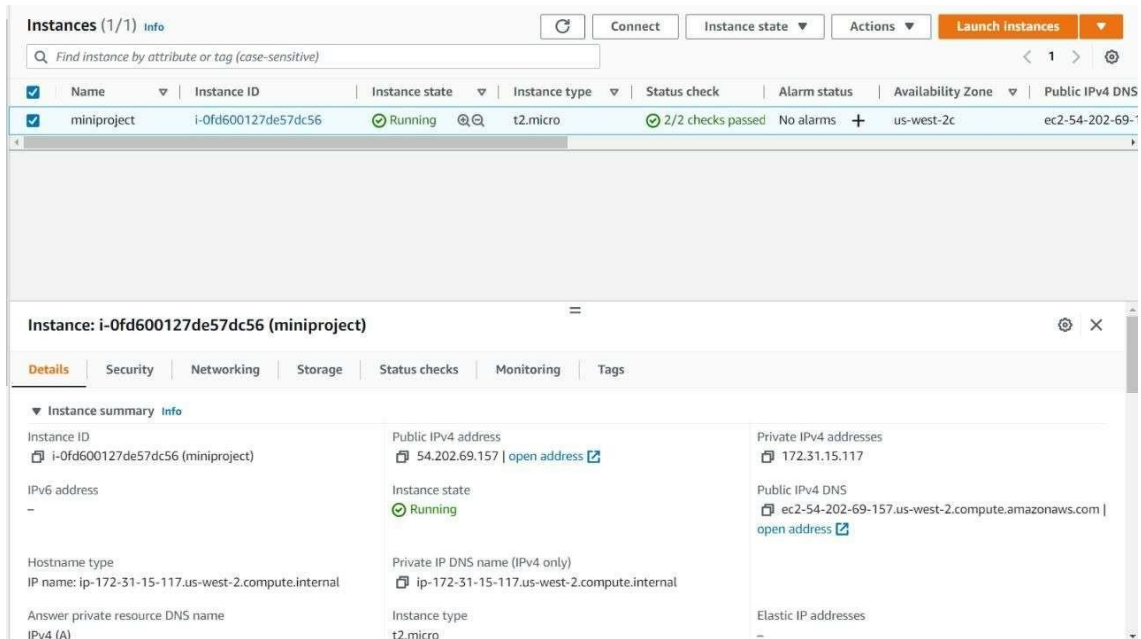 Instances (1/1) Info
Connect
Instance state
Actions
Launch instances
Find instance by attribute or tag (case-sensitive)
1
Name
Instance ID
Instance state
Instance type
Status check
Alarm status
Availability Zone
Public IPv4 DNS
miniproject
i-0fd600127de57dc56
Running
t2.micro
2/2 checks passed
No alarms +
us-west-2c
ec2-54-202-69-1
Instance: i-0fd600127de57dc56 (miniproject)
Details
Security
Networking
Storage
Status checks
Monitoring
Tags
Instance summary Info
Instance ID
i-0fd600127de57dc56 (miniproject)
Public IPv4 address
54.202.69.157 | open address
Private IPv4 addresses
172.31.15.117
IPv6 address
–
Instance state
Running
Public IPv4 DNS
ec2-54-202-69-157.us-west-2.compute.amazonaws.com |
open address
Hostname type
IP name: ip-172-31-15-117.us-west-2.compute.internal
Private IP DNS name (IPv4 only)
ip-172-31-15-117.us-west-2.compute.internal
Answer private resource DNS name
IPv4 (A)
Instance type
t2.micro
Elastic IP addresses
–